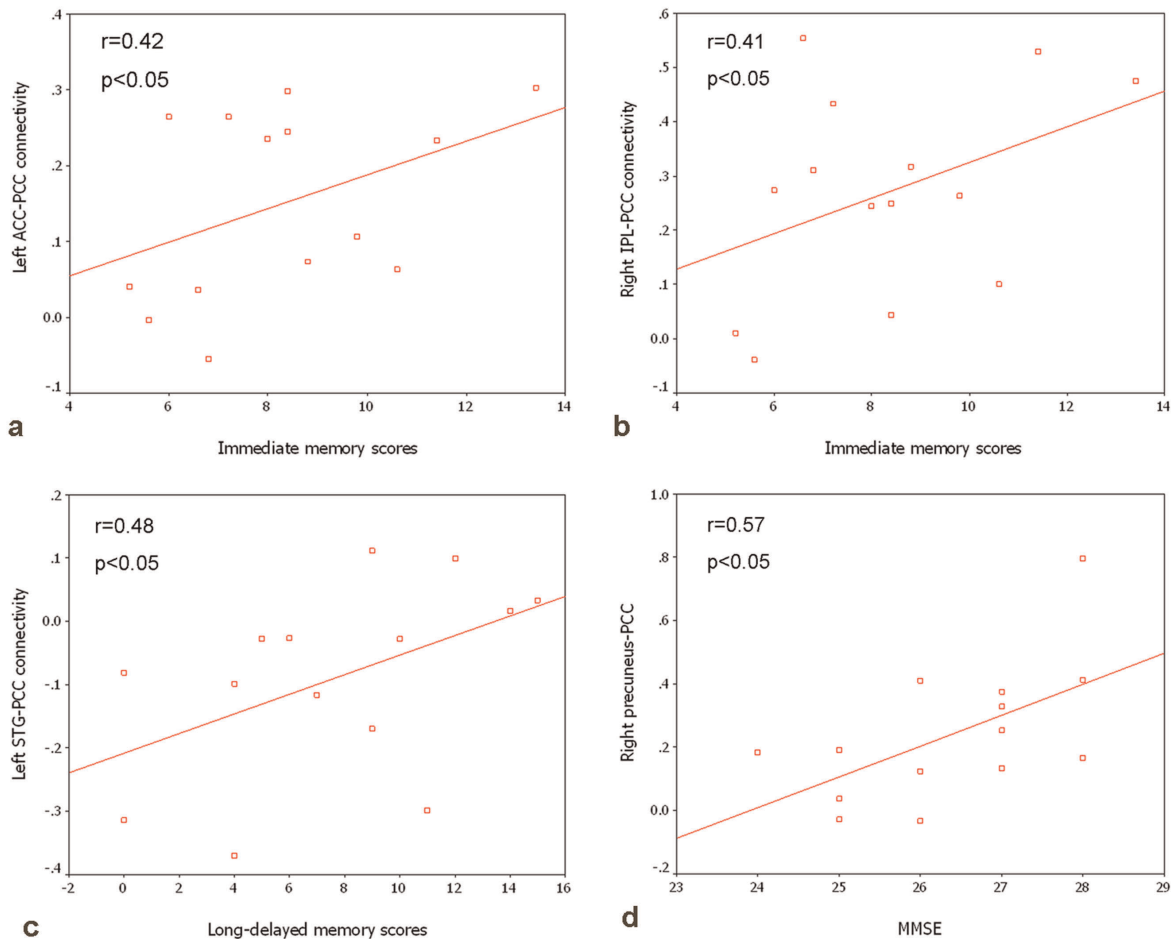 .4
.3
.2
.1
0.0
-.1
r=0.42
p<0.05
Left ACC-PCC connectivity
4 6 8 10 12 14
Immediate memory scores
a
.6
.5
.4
.3
.2
.1
0.0
-.1
r=0.41
p<0.05
Right IPL-PCC connectivity
4 6 8 10 12 14
Immediate memory scores
b
.2
.1
0.0
-.1
-.2
-.3
-.4
r=0.48
p<0.05
Left STG-PCC connectivity
-2 0 2 4 6 8 10 12 14 16
Long-delayed memory scores
c
1.0
.8
.6
.4
.2
0.0
-.2
r=0.57
p<0.05
Right precuneus-PCC
23 24 25 26 27 28 29
MMSE
d